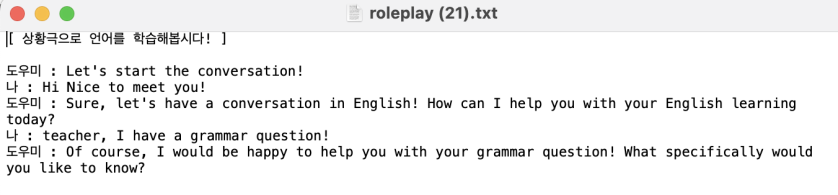 roleplay (21).txt
[ 상황극으로 언어를 학습해봅시다! ]
도우미 : Let's start the conversation!
나 : Hi Nice to meet you!
도우미 : Sure, let's have a conversation in English! How can I help you with your English learning
today?
나 : teacher, I have a grammar question!
도우미 : Of course, I would be happy to help you with your grammar question! What specifically would
you like to know?